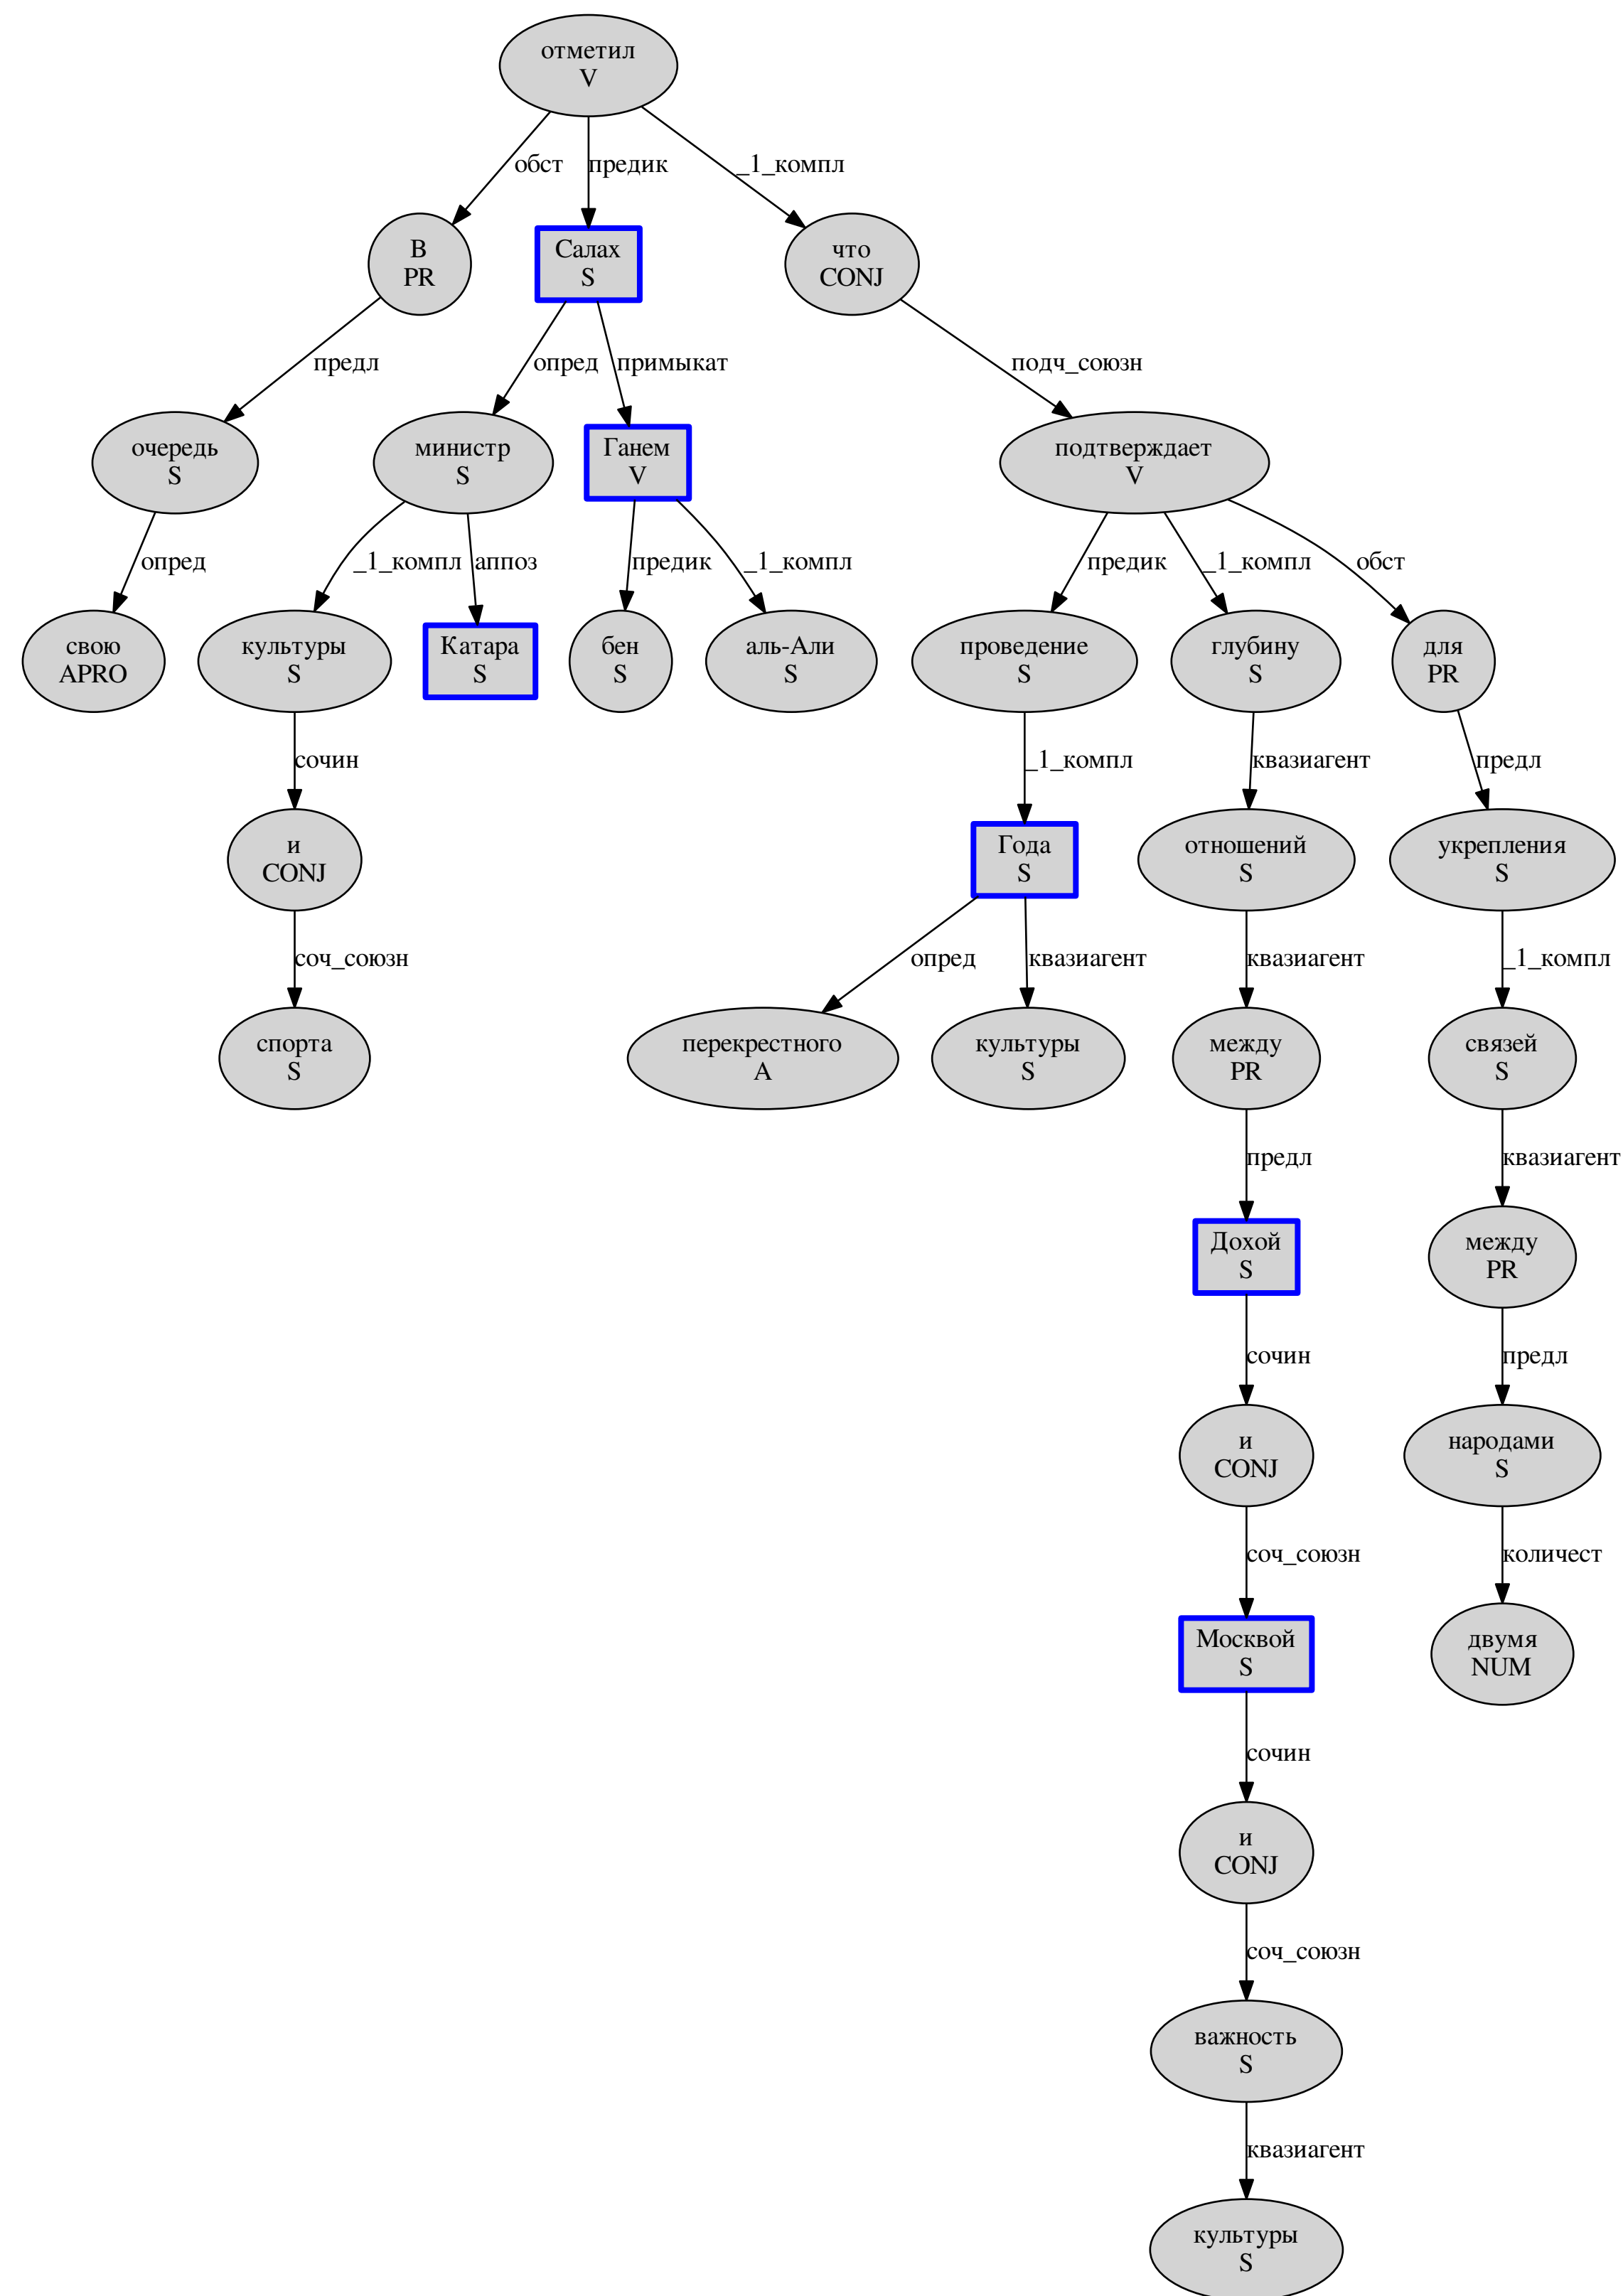 отметил
V
обст
предик
_1_компл
В
PR
Салах
S
что
CONJ
предл
опред
примыкат
подч_союзн
очередь
S
министр
S
Ганем
V
подтверждает
V
опред
_1_компл
аппоз
предик
_1_компл
предик
_1_компл
обст
свою
APRO
культуры
S
Катара
S
бен
S
аль-Али
S
проведение
S
глубину
S
для
PR
сочин
_1_компл
квазиагент
предл
и
CONJ
Года
S
отношений
S
укрепления
S
соч_союзн
опред
квазиагент
квазиагент
_1_компл
спорта
S
перекрестного
A
культуры
S
между
PR
связей
S
предл
квазиагент
Дохой
S
между
PR
сочин
предл
и
CONJ
народами
S
соч_союзн
количест
Москвой
S
двумя
NUM
сочин
и
CONJ
соч_союзн
важность
S
квазиагент
культуры
S